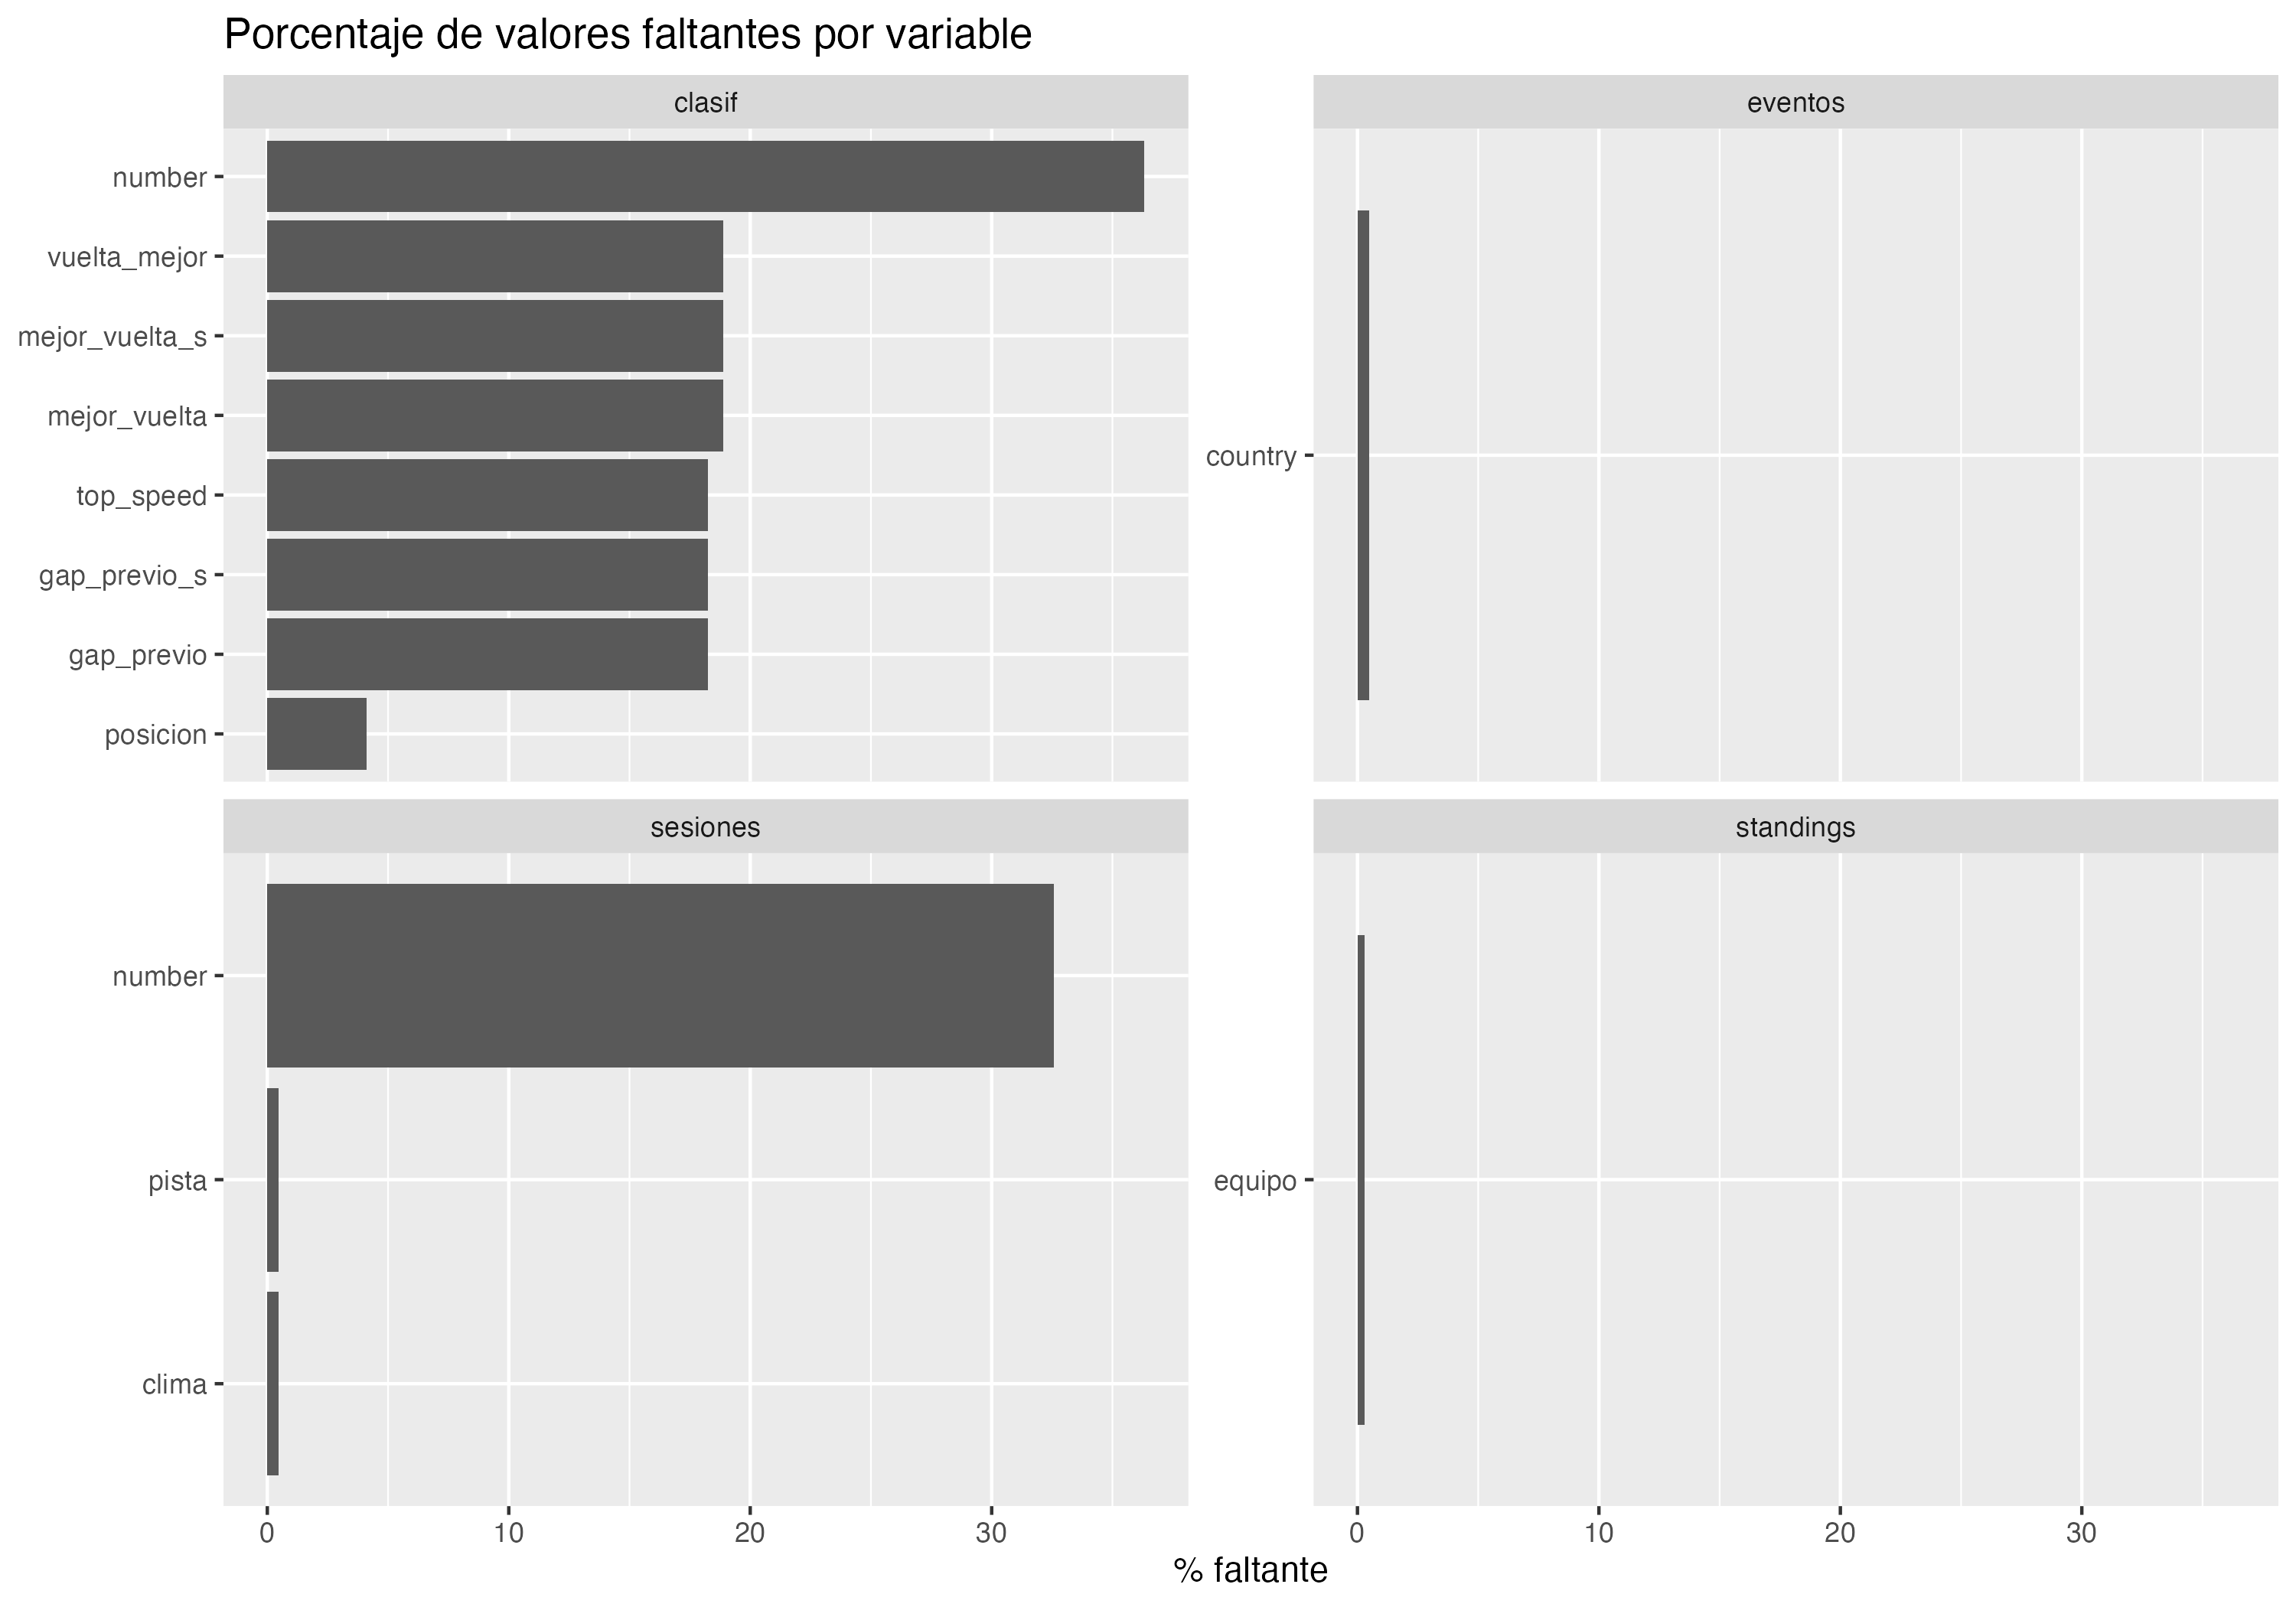 Porcentaje de valores faltantes por variable
clasif
number
vuelta_mejor
mejor_vuelta_s
mejor_vuelta
top_speed
gap_previo_s
gap_previo
posicion
eventos
country
sesiones
number
pista
clima
0 10 20 30
standings
equipo
0 10 20 30
% faltante